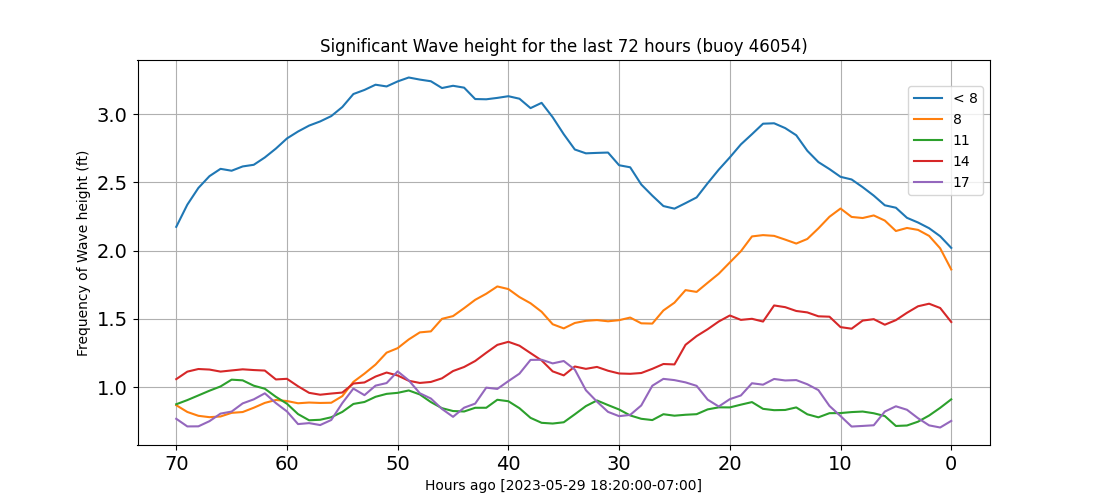 Significant Wave height for the last 72 hours (buoy 46054)
Frequency of Wave height (ft)
3.0
2.5
2.0
1.5
1.0
< 8
8
11
14
17
70 60 50 40 30 20 10 0
Hours ago [2023-05-29 18:20:00-07:00]